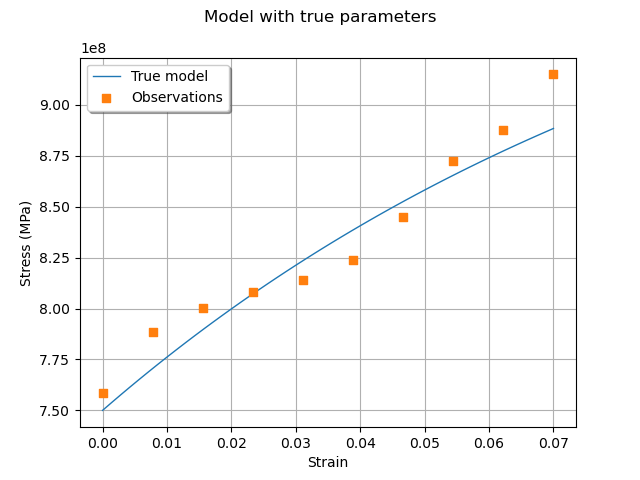 Model with true parameters
1e8
True model
Observations
9.00
8.75
8.50
8.25
8.00
7.75
7.50
Stress (MPa)
0.00 0.01 0.02 0.03 0.04 0.05 0.06 0.07
Strain